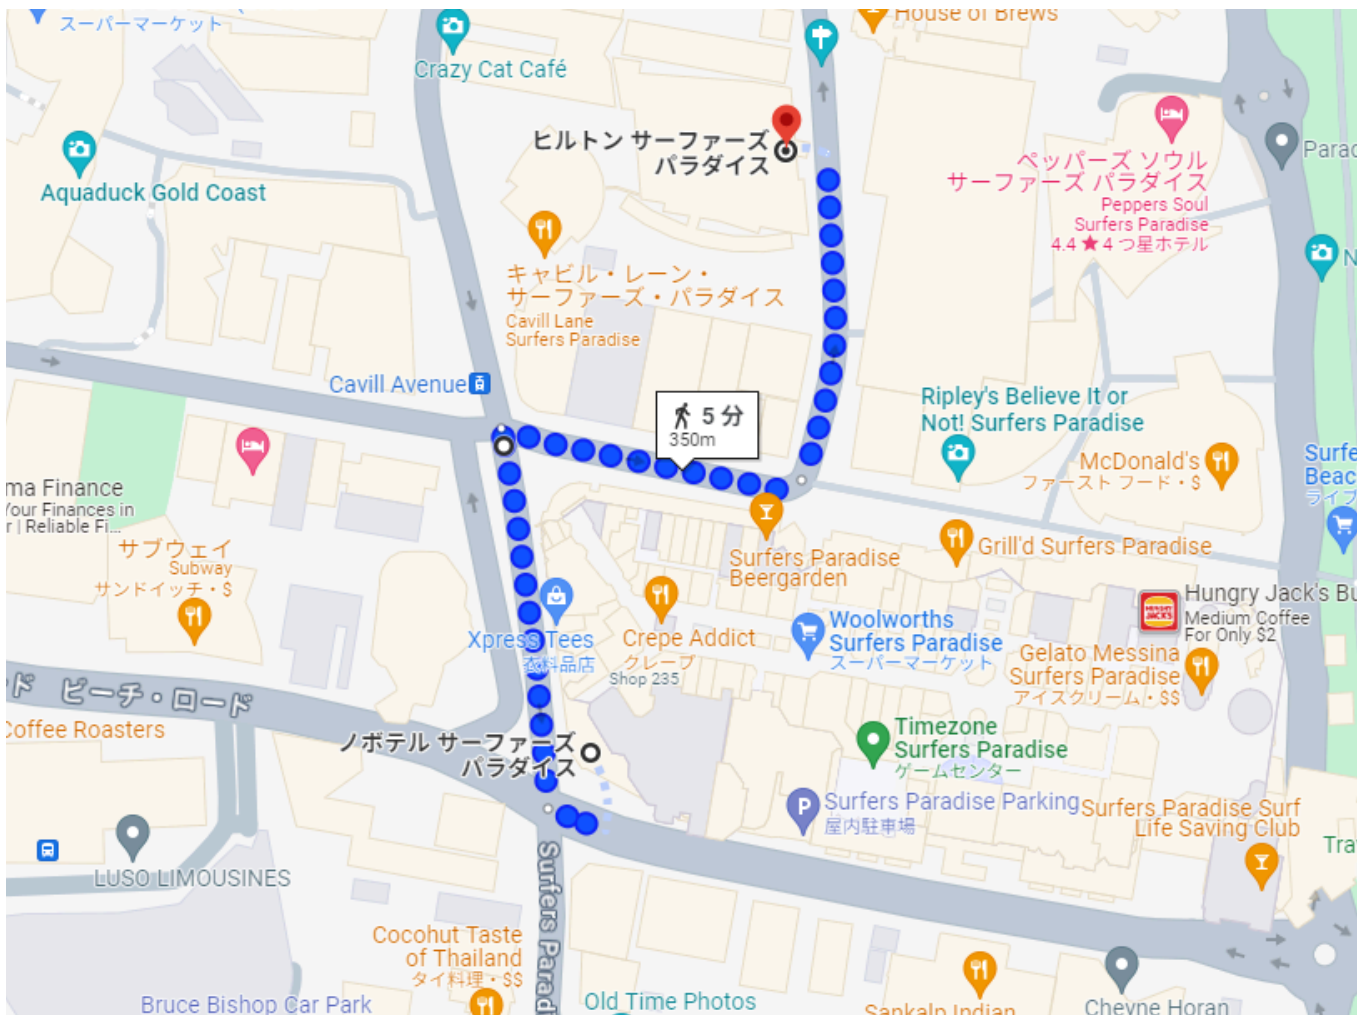 スーパーマーケット
House of Brews
Crazy Cat Café
ヒルトン サーファーズ
パラダイス
Aquaduck Gold Coast
ペッパーズ ソウル
サーファーズ パラダイス
Peppers Soul
Surfers Paradise
4.4 ★ 4 つ星ホテル
Parad
N
キャビル・レーン・
サーファーズ・パラダイス
Cavill Lane
Surfers Paradise
Cavill Avenue
5 分
350m
Ripley's Believe It or
Not! Surfers Paradise
McDonald's
ファースト フード・$
Surfe
Beac
ライブ
ma Finance
Your Finances in
r | Reliable Fi...
サブウェイ
Subway
サンドイッチ・$
Surfers Paradise
Beergarden
Grill'd Surfers Paradise
Hungry Jack's Bu
Medium Coffee
For Only $2
HUNGRY
JACK'S
Xpress Tees
衣料品店
Crepe Addict
クレープ
Shop 235
Woolworths
Surfers Paradise
スーパーマーケット
Gelato Messina
Surfers Paradise
アイスクリーム・$$
ド ビーチ・ロード
Coffee Roasters
ノボテル サーファーズ
パラダイス
Timezone
Surfers Paradise
ゲームセンター
P
Surfers Paradise Parking
屋内駐車場
Surfers Paradise Surf
Life Saving Club
Tra
LUSO LIMOUSINES
Surfers Paradi
Cocohut Taste
of Thailand
タイ料理・$$
Bruce Bishop Car Park
Old Time Photos
Sankalp Indian
Cheyne Horan